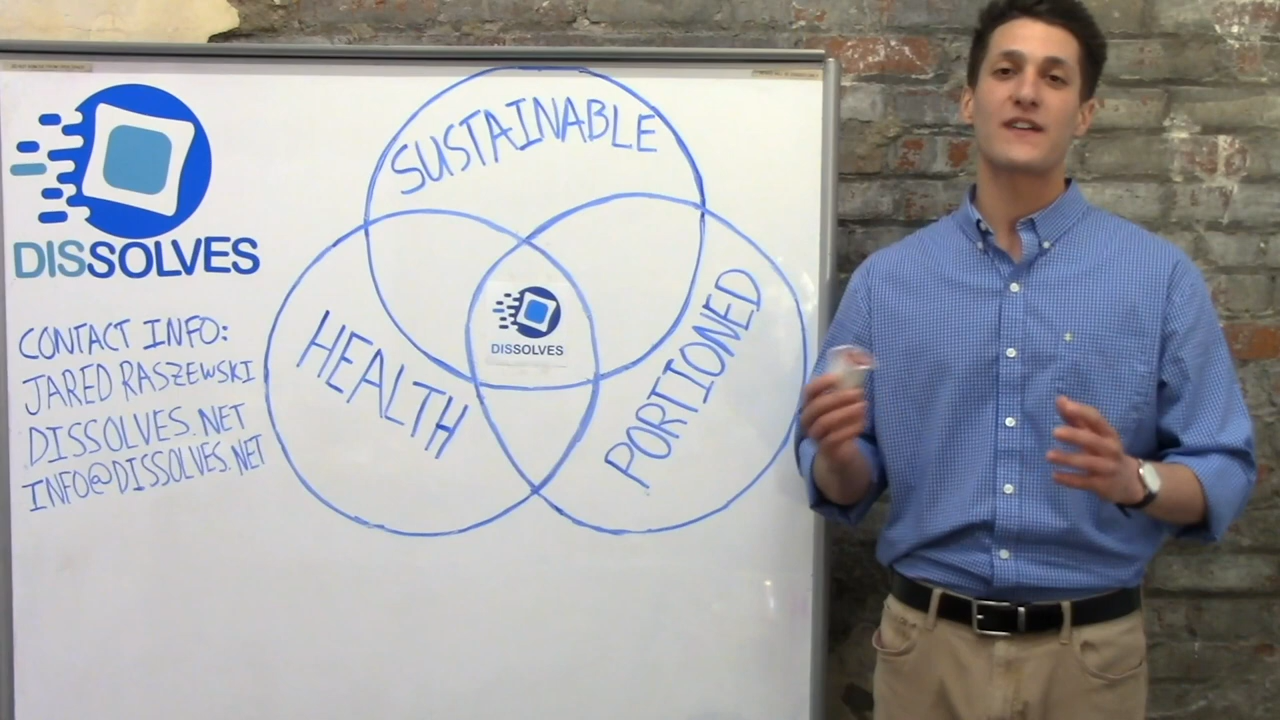 DISSOLVES
CONTACT INFO:
JARED RASZEWSKI
DISSOLVES.NET
INFO@DISSOLVES.NET
SUSTAINABLE
HEALTH
PORTIONED
DISSOLVES